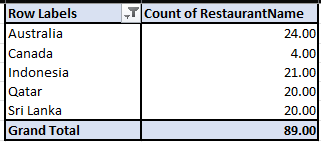 Row Labels Count of RestaurantName
Australia 24.00
Canada 4.00
Indonesia 21.00
Qatar 20.00
Sri Lanka 20.00
Grand Total 89.00